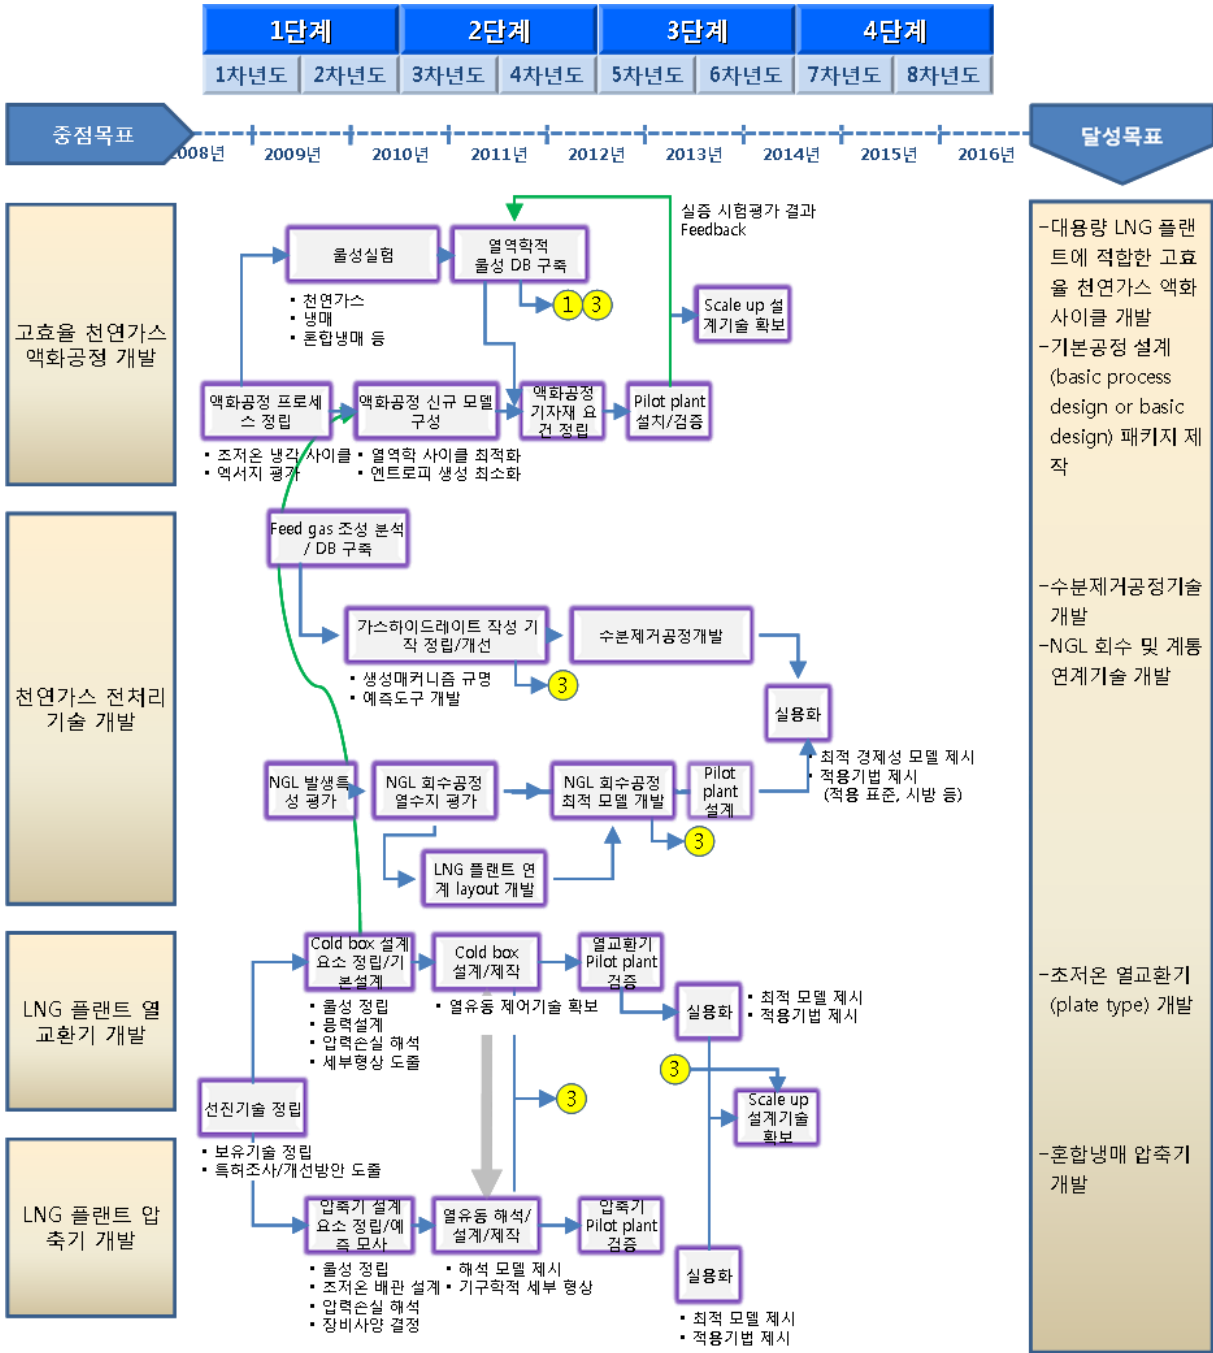 1단계
2단계
3단계
4단계
1차년도
2차년도
3차년도
4차년도
5차년도
6차년도
7차년도
8차년도
중점목표
2008년
2009년
2010년
2011년
2012년
2013년
2014년
2015년
2016년
달성목표
고효율 천연가스
액화공정 개발
물성실험
▪ 천연가스
▪ 냉매
▪ 혼합냉매 등
열역학적
물성 DB 구축
1
3
실증 시험평가 결과
Feedback
Scale up 설
계기술 확보
액화공정 프로세
스 정립
▪ 초저온 냉각 사이클
▪ 엑서지 평가
액화공정 신규 모델
구성
▪ 열역학 사이클 최적화
▪ 엔트로피 생성 최소화
액화공정
기자재 요
건 정립
Pilot plant
설치/검증
-대용량 LNG 플랜
트에 적합한 고효
율 천연가스 액화
사이클 개발
-기본공정 설계
(basic process
design or basic
design) 패키지 제
작
천연가스 전처리
기술 개발
Feed gas 조성 분석
/ DB 구축
가스하이드레이트 작성 기
작 정립/개선
▪ 생성매커니즘 규명
▪ 예측도구 개발
3
수분제거공정개발
실용화
▪ 최적 경제성 모델 제시
▪ 적용기법 제시
(적용 표준, 시방 등)
NGL 발생특
성 평가
NGL 회수공정
열수지 평가
NGL 회수공정
최적 모델 개발
Pilot
plant
설계
3
LNG 플랜트 연
계 layout 개발
-수분제거공정기술
개발
-NGL 회수 및 계통
연계기술 개발
LNG 플랜트 열
교환기 개발
Cold box 설계
요소 정립/기
본설계
▪ 물성 정립
▪ 응력설계
▪ 압력손실 해석
▪ 세부형상 도출
Cold box
설계/제작
▪ 열유동 제어기술 확보
열교환기
Pilot plant
검증
실용화
▪ 최적 모델 제시
▪ 적용기법 제시
3
3
Scale up
설계기술
확보
선진기술 정립
▪ 보유기술 정립
▪ 특허조사/개선방안 도출
-초저온 열교환기
(plate type) 개발
LNG 플랜트 압
축기 개발
압축기 설계
요소 정립/예
측 모사
▪ 물성 정립
▪ 초저온 배관 설계
▪ 압력손실 해석
▪ 장비사양 결정
열유동 해석/
설계/제작
▪ 해석 모델 제시
▪ 기구학적 세부 형상
압축기
Pilot plant
검증
실용화
▪ 최적 모델 제시
▪ 적용기법 제시
-혼합냉매 압축기
개발